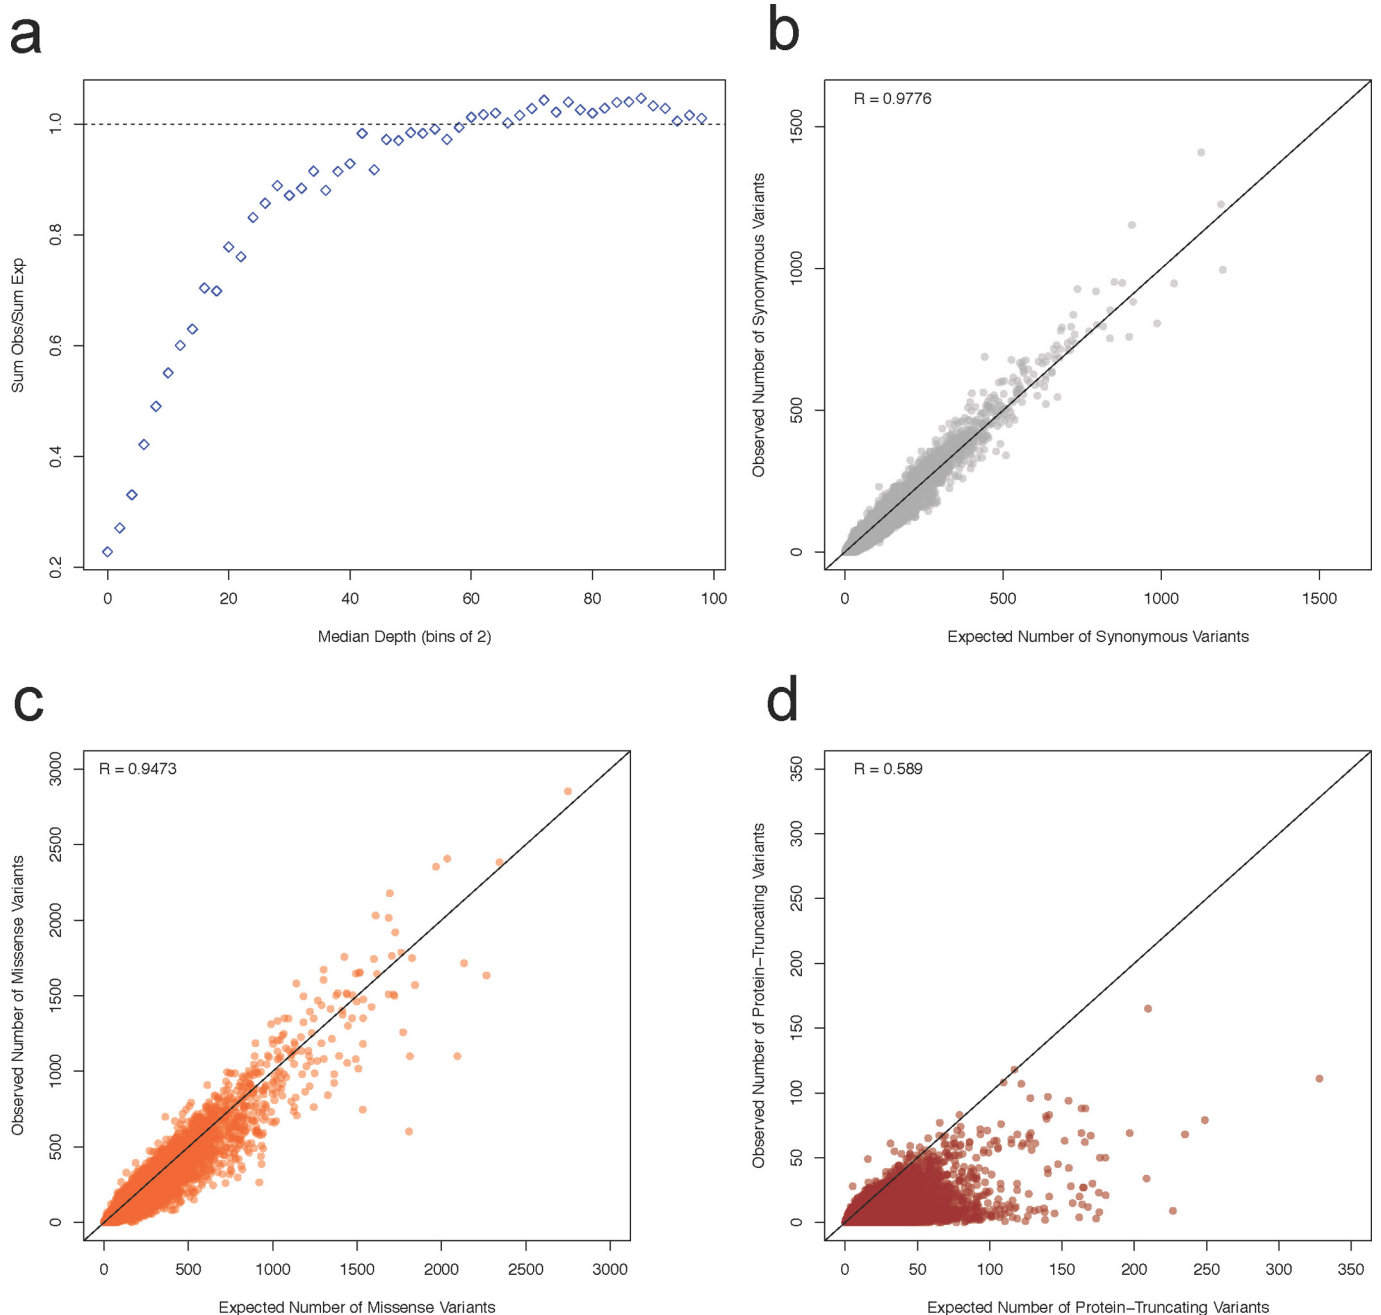 a
Sum Obs/Sum Exp
1.0
0.8
0.6
0.4
0.2
0 20 40 60 80 100
Median Depth (bins of 2)
b
R = 0.9776
Observed Number of Synonymous Variants
1500
1000
500
0
0 500 1000 1500
Expected Number of Synonymous Variants
c
R = 0.9473
Observed Number of Missense Variants
3000
2500
2000
1500
1000
500
0
0 500 1000 1500 2000 2500 3000
Expected Number of Missense Variants
d
R = 0.589
Observed Number of Protein−Truncating Variants
350
300
250
200
150
100
50
0
0 50 100 150 200 250 300 350
Expected Number of Protein−Truncating Variants